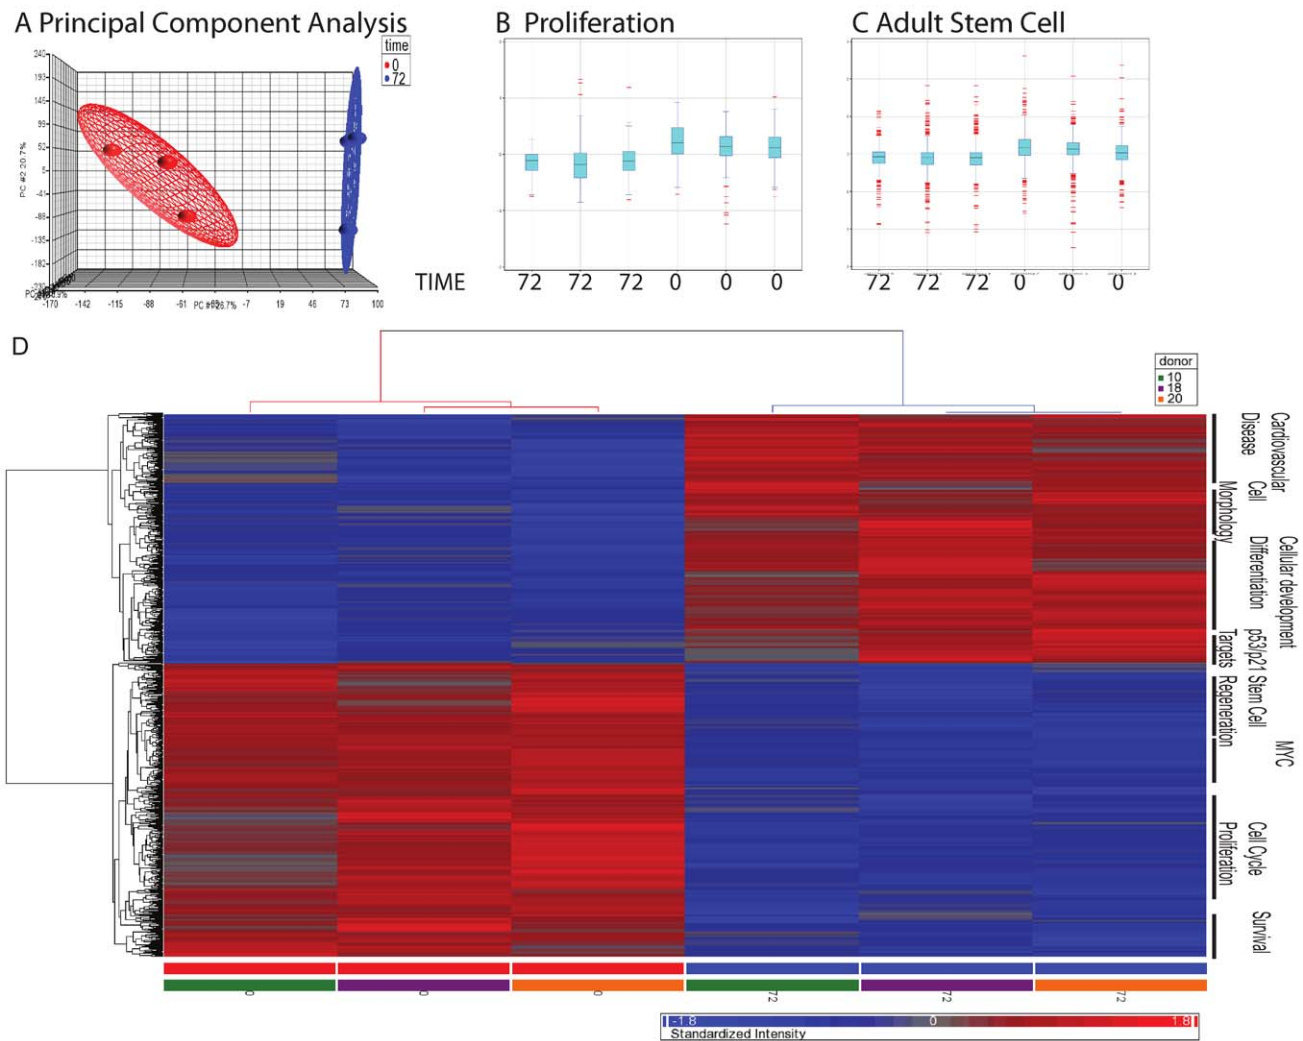 A Principal Component Analysis
B Proliferation
C Adult Stem Cell
time
0
72
246
193
146
99
52
5
-41
-88
-135
-182
PC #2 20.7%
-170 -142 -115 -88 -61 -7 19 46 73 100
TIME
72 72 72 0 0 0
72 72 72 0 0 0
D
donor
10
18
20
Cardiovascular
Disease
Cell
Morphology
Cellular development
Differentiation
p53/p21
Targets
Stem Cell
Regeneration
MYC
Cell Cycle
Proliferation
Survival
0 0 0 72 72 72
-1.8 0 1.8
Standardized Intensity